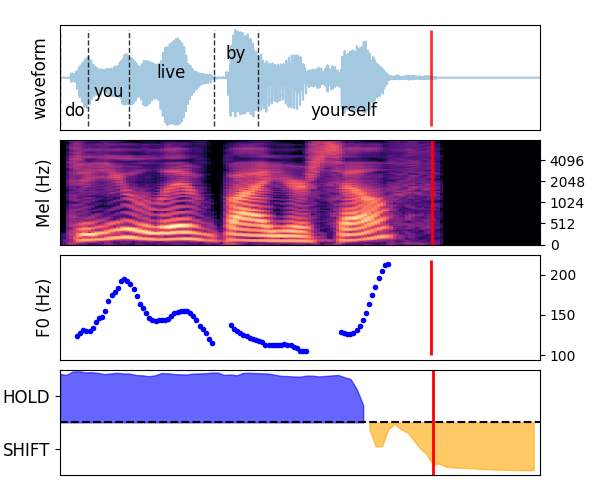 waveform
do
you
live
by
yourself
Mel (Hz)
4096
2048
1024
512
0
F0 (Hz)
200
150
100
HOLD
SHIFT